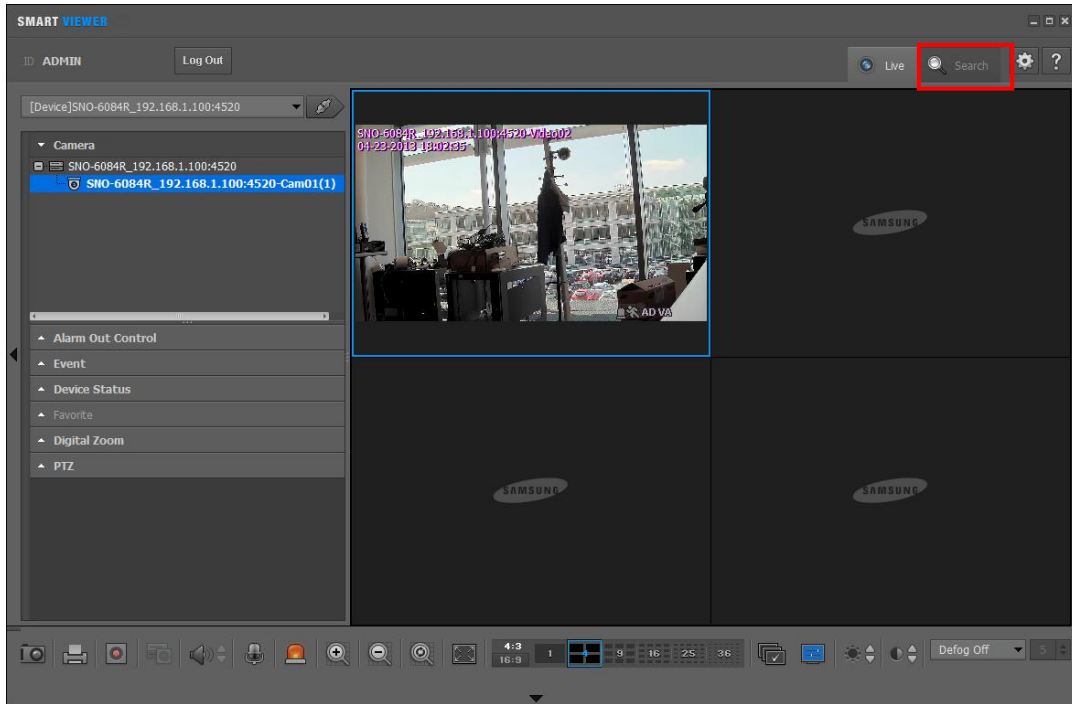 SMART VIEWER
ID ADMIN
Log Out
Live
Search
?
[Device]SNO-6084R_192.168.1.100:4520
Camera
SNO-6084R_192.168.1.100:4520
SNO-6084R_192.168.1.100:4520-Cam01(1)
Alarm Out Control
Event
Device Status
Favorite
Digital Zoom
PTZ
SNO-6084R_192.168.1.100:4520-Video02
04-23-2013 18:02:35
AD VA
SAMSUNG
SAMSUNG
SAMSUNG
4:3
16:9
1
4
9
16
25
36
Defog Off
5